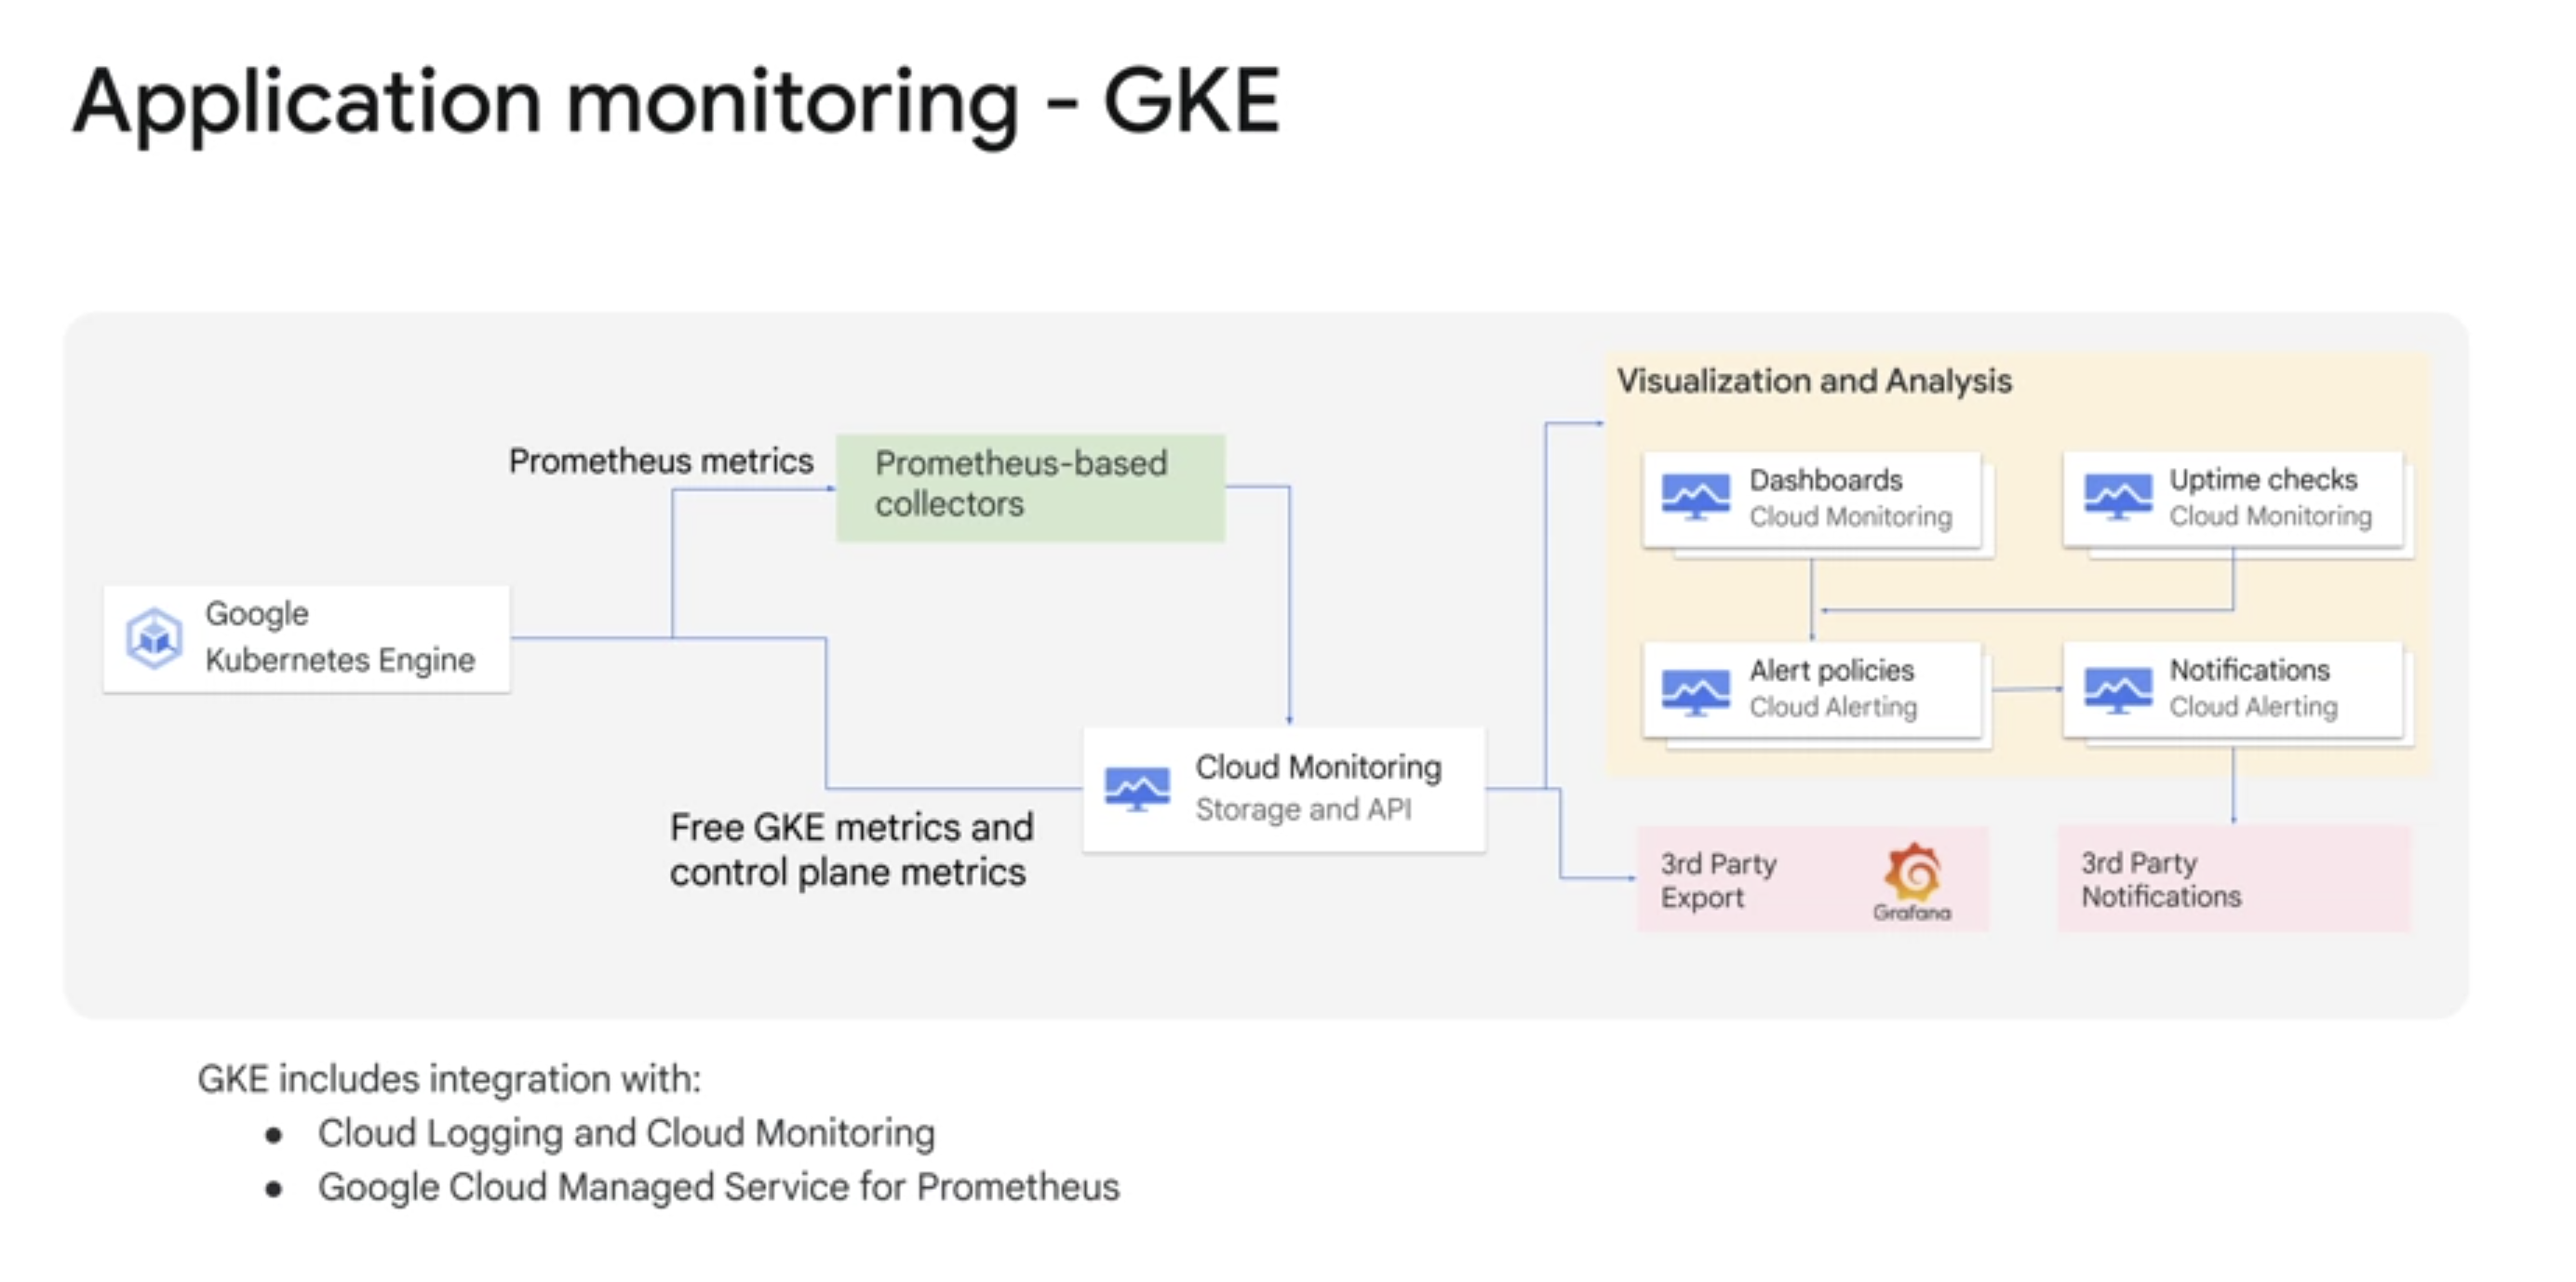 Application monitoring - GKE
Prometheus metrics
Prometheus-based
collectors
Google
Kubernetes Engine
Free GKE metrics and
control plane metrics
Cloud Monitoring
Storage and API
Visualization and Analysis
Dashboards
Cloud Monitoring
Uptime checks
Cloud Monitoring
Alert policies
Cloud Alerting
Notifications
Cloud Alerting
3rd Party
Export
Grafana
3rd Party
Notifications
GKE includes integration with:
● Cloud Logging and Cloud Monitoring
● Google Cloud Managed Service for Prometheus